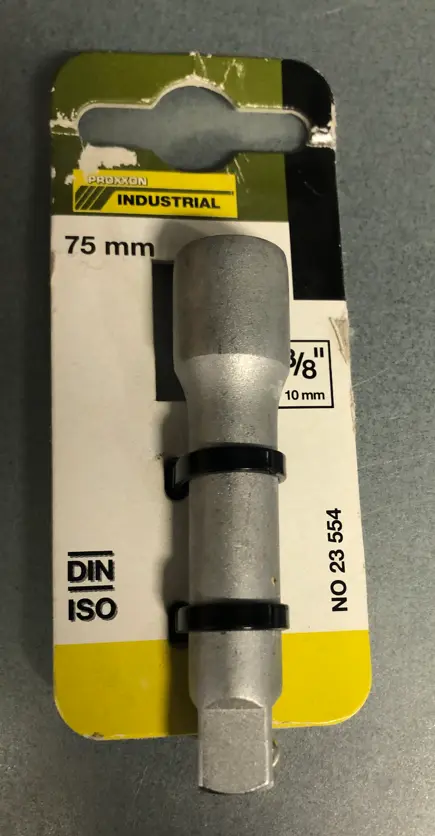 PROXXON
INDUSTRIAL
75 mm
3/8"
10 mm
NO 23 554
DIN
ISO